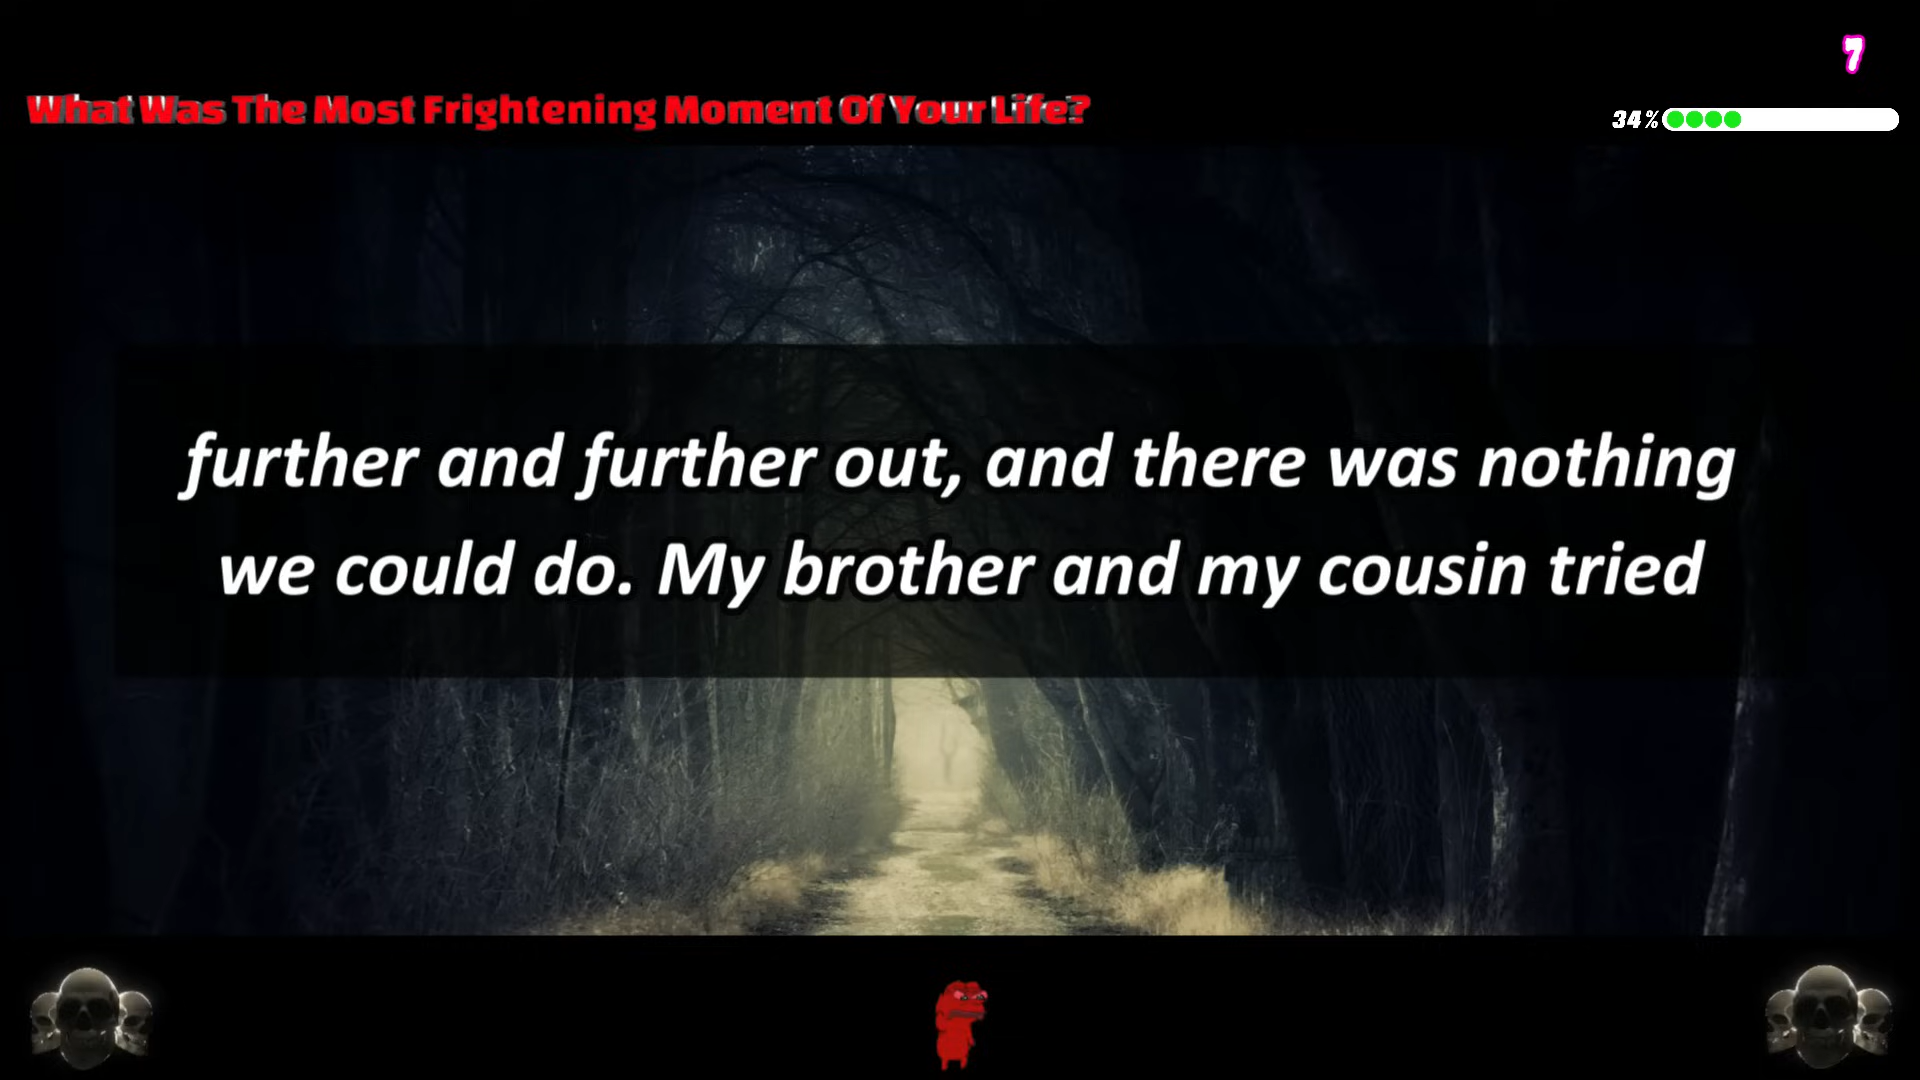 7
What Was The Most Frightening Moment Of Your Life?
34%
further and further out, and there was nothing
we could do. My brother and my cousin tried